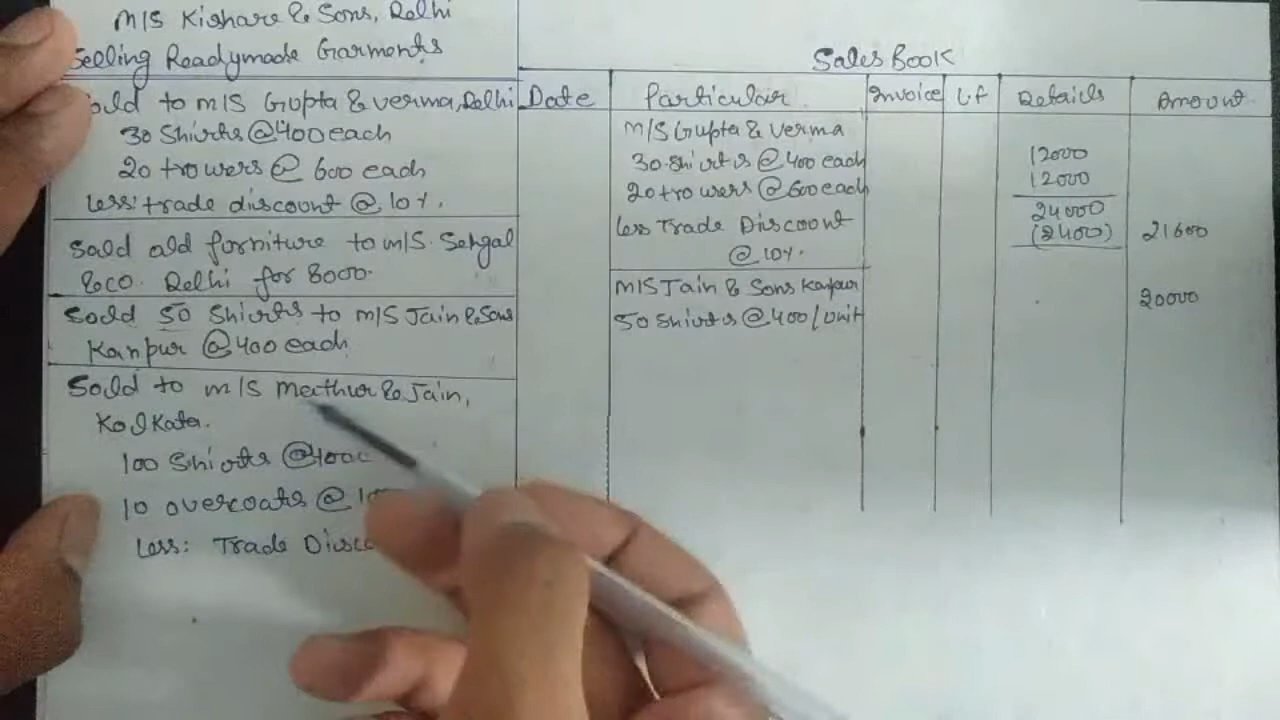 M/S Kishore & Sons, Delhi
Selling Readymade Garments
Sold to M/S Gupta & Verma, Delhi
30 Shirts @ 400 each
20 trowers @ 600 each
Less: trade discount @ 10%.
Sold old furniture to M/S. Sehgal
& CO. Delhi for 8000.
Sold 50 Shirts to M/S Jain & Sons
Kanpur @ 400 each
Sold to M/S Mathur & Jain,
Kolkata.
100 Shirts @
10 overcoats @
Less: Trade
Sales Book
Date Particular Invoice LF Details Amount
M/S Gupta & Verma
30 Shirts @ 400 each 12000
20 trowers @ 600 each 12000
24000
Less Trade Discount (2400) 21600
@ 10%.
M/S Jain & Sons Kanpur 20000
50 Shirts @ 400/Unit